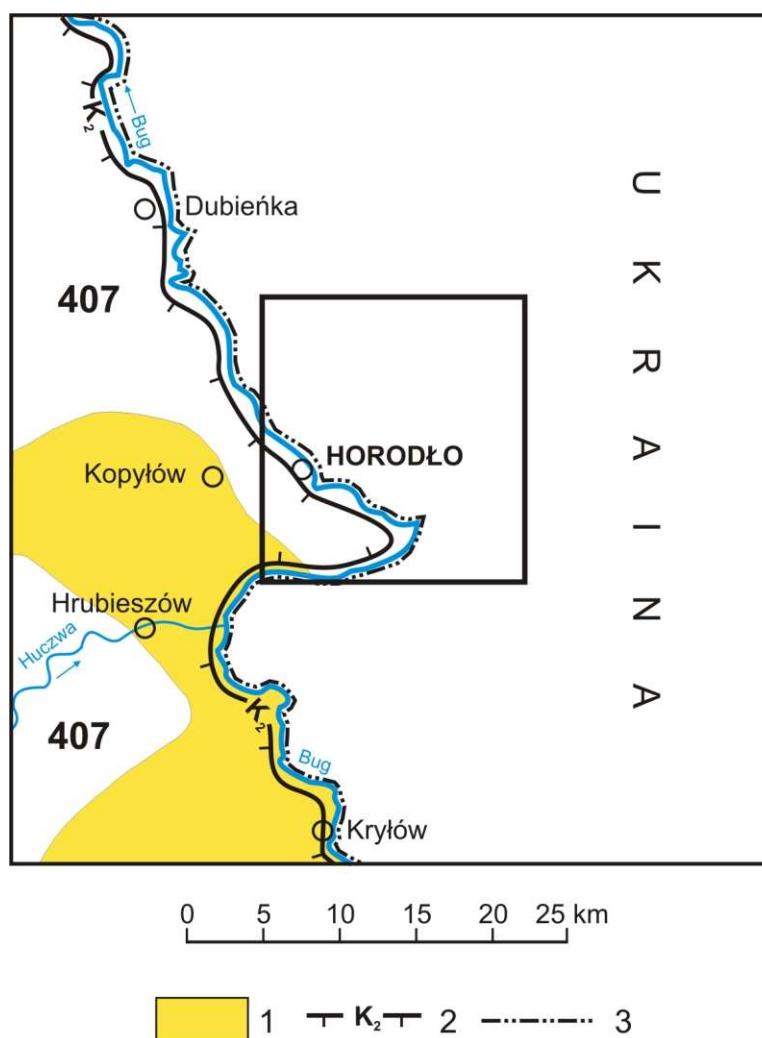 K₂
Bug
Dubieńka
407
UKRAINA
HORODŁO
Kopyłów
Hrubieszów
Huczwa
407
K₂
Bug
Kryłów
0 5 10 15 20 25 km
1 K₂ 2 3